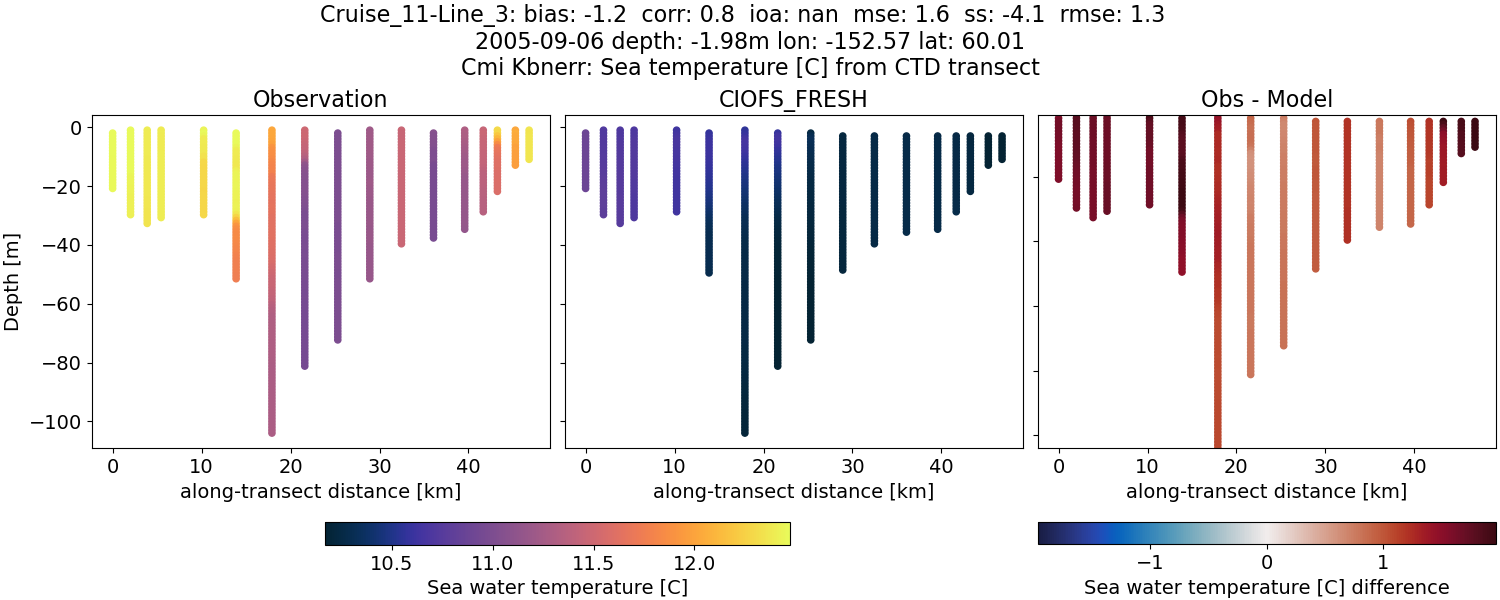 Cruise_11-Line_3: bias: -1.2  corr: 0.8  ioa: nan  mse: 1.6  ss: -4.1  rmse: 1.3
2005-09-06 depth: -1.98m lon: -152.57 lat: 60.01
Cmi Kbnerr: Sea temperature [C] from CTD transect
Observation
CIOFS_FRESH
Obs - Model
Depth [m]
0
−20
−40
−60
−80
−100
0 10 20 30 40
0 10 20 30 40
0 10 20 30 40
along-transect distance [km]
along-transect distance [km]
along-transect distance [km]
10.5 11.0 11.5 12.0
Sea water temperature [C]
−1 0 1
Sea water temperature [C] difference